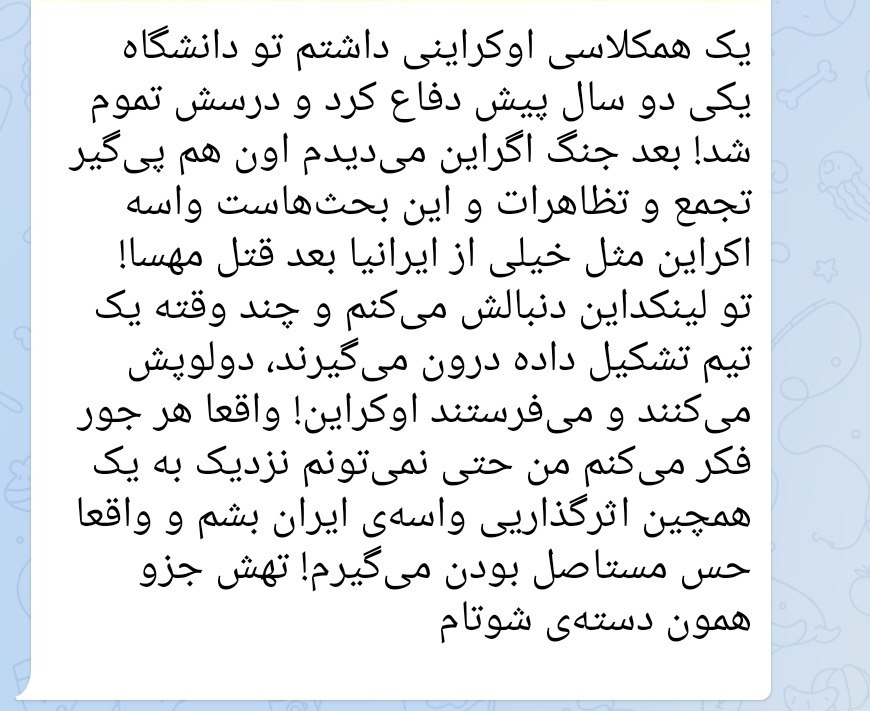 یک همکلاسی اوکراینی داشتم تو دانشگاه
یکی دو سال پیش دفاع کرد و درسش تموم
شد! بعد جنگ اگراین می‌دیدم اون هم پی‌گیر
تجمع و تظاهرات و این بحث‌هاست واسه
اکراین مثل خیلی از ایرانیا بعد قتل مهسا!
تو لینکداین دنبالش می‌کنم و چند وقته یک
تیم تشکیل داده درون می‌گیرند، دولوپش
می‌کنند و می‌فرستند اوکراین! واقعا هر جور
فکر می‌کنم من حتی نمی‌تونم نزدیک به یک
همچین اثرگذاریی واسه‌ی ایران بشم و واقعا
حس مستاصل بودن می‌گیرم! تهش جزو
همون دسته‌ی شوتام